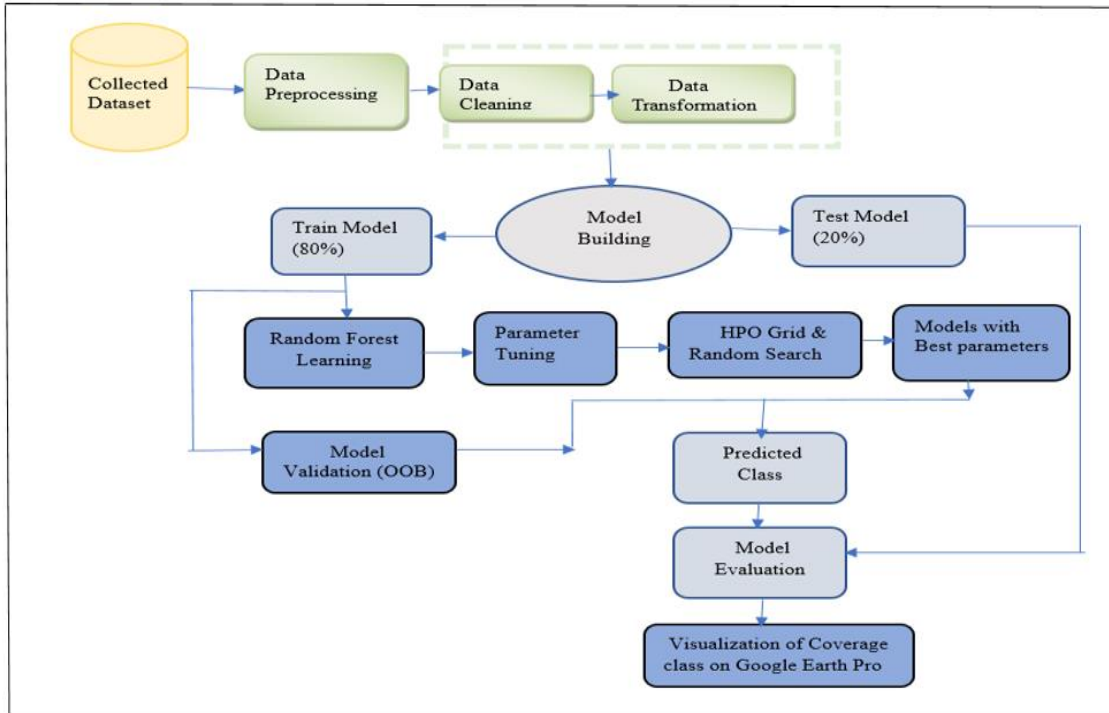 Collected
Dataset
Data
Preprocessing
Data
Cleaning
Data
Transformation
Model
Building
Train Model
(80%)
Test Model
(20%)
Random Forest
Learning
Parameter
Tuning
HPO Grid &
Random Search
Models with
Best parameters
Model
Validation (OOB)
Predicted
Class
Model
Evaluation
Visualization of Coverage
class on Google Earth Pro